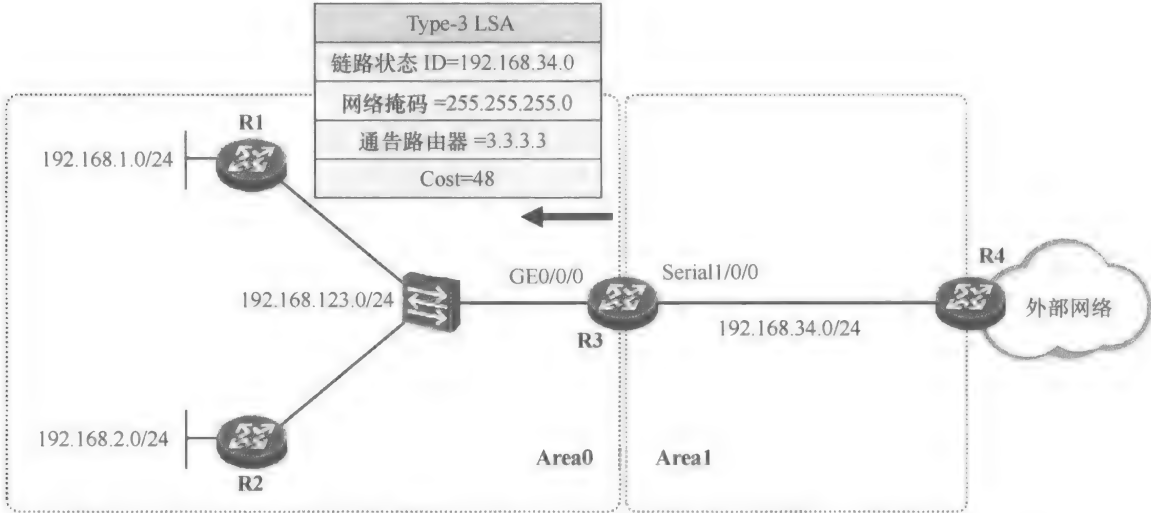 Type-3 LSA
链路状态 ID=192.168.34.0
网络掩码 =255.255.255.0
通告路由器 =3.3.3.3
Cost=48
R1
192.168.1.0/24
GE0/0/0
Serial1/0/0
R4
192.168.123.0/24
外部网络
R3
192.168.34.0/24
192.168.2.0/24
R2
Area0
Area1